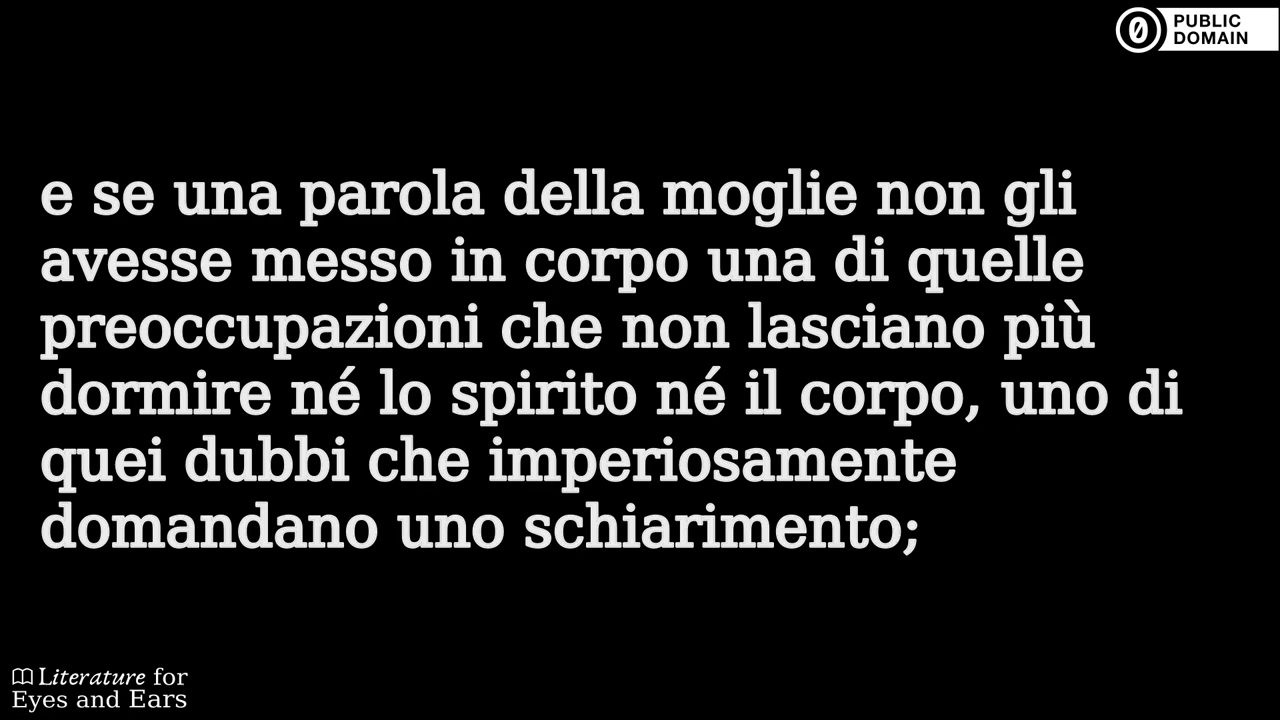 PUBLIC
DOMAIN
e se una parola della moglie non gli
avesse messo in corpo una di quelle
preoccupazioni che non lasciano più
dormire né lo spirito né il corpo, uno di
quei dubbi che imperiosamente
domandano uno schiarimento;
Literature for
Eyes and Ears